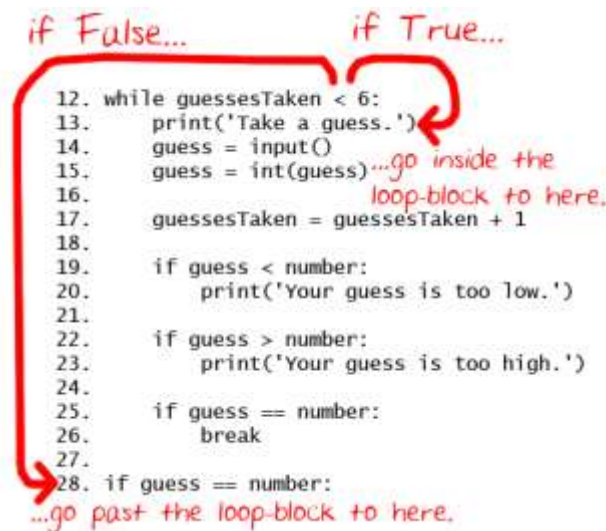 if False...
if True...
12. while guessesTaken < 6:
13.     print('Take a guess.')
14.     guess = input()
15.     guess = int(guess)
...go inside the
loop-block to here.
16.
17.     guessesTaken = guessesTaken + 1
18.
19.     if guess < number:
20.         print('Your guess is too low.')
21.
22.     if guess > number:
23.         print('Your guess is too high.')
24.
25.     if guess == number:
26.         break
27.
28. if guess == number:
...go past the loop-block to here.